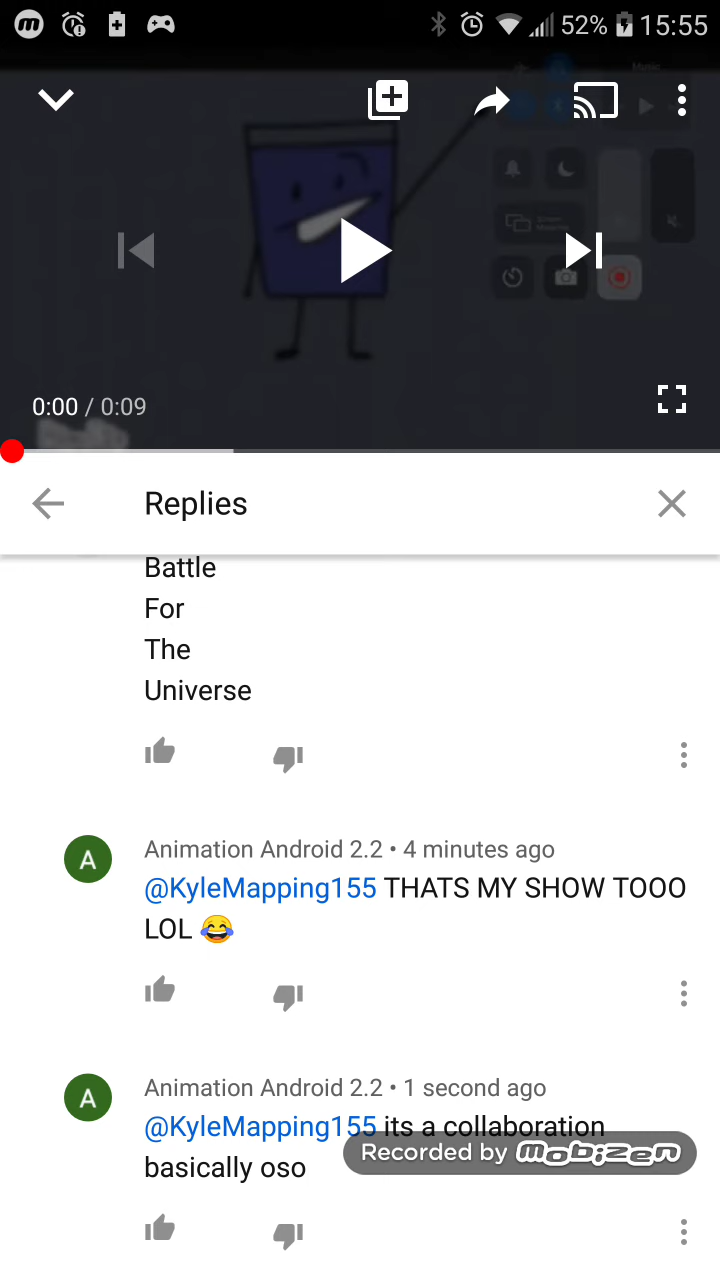 52% 15:55
0:00 / 0:09
Replies
Battle
For
The
Universe
A
Animation Android 2.2 • 4 minutes ago
@KyleMapping155 THATS MY SHOW TOOO
LOL 😂
A
Animation Android 2.2 • 1 second ago
@KyleMapping155 its a collaboration
basically oso
Recorded by mobizen